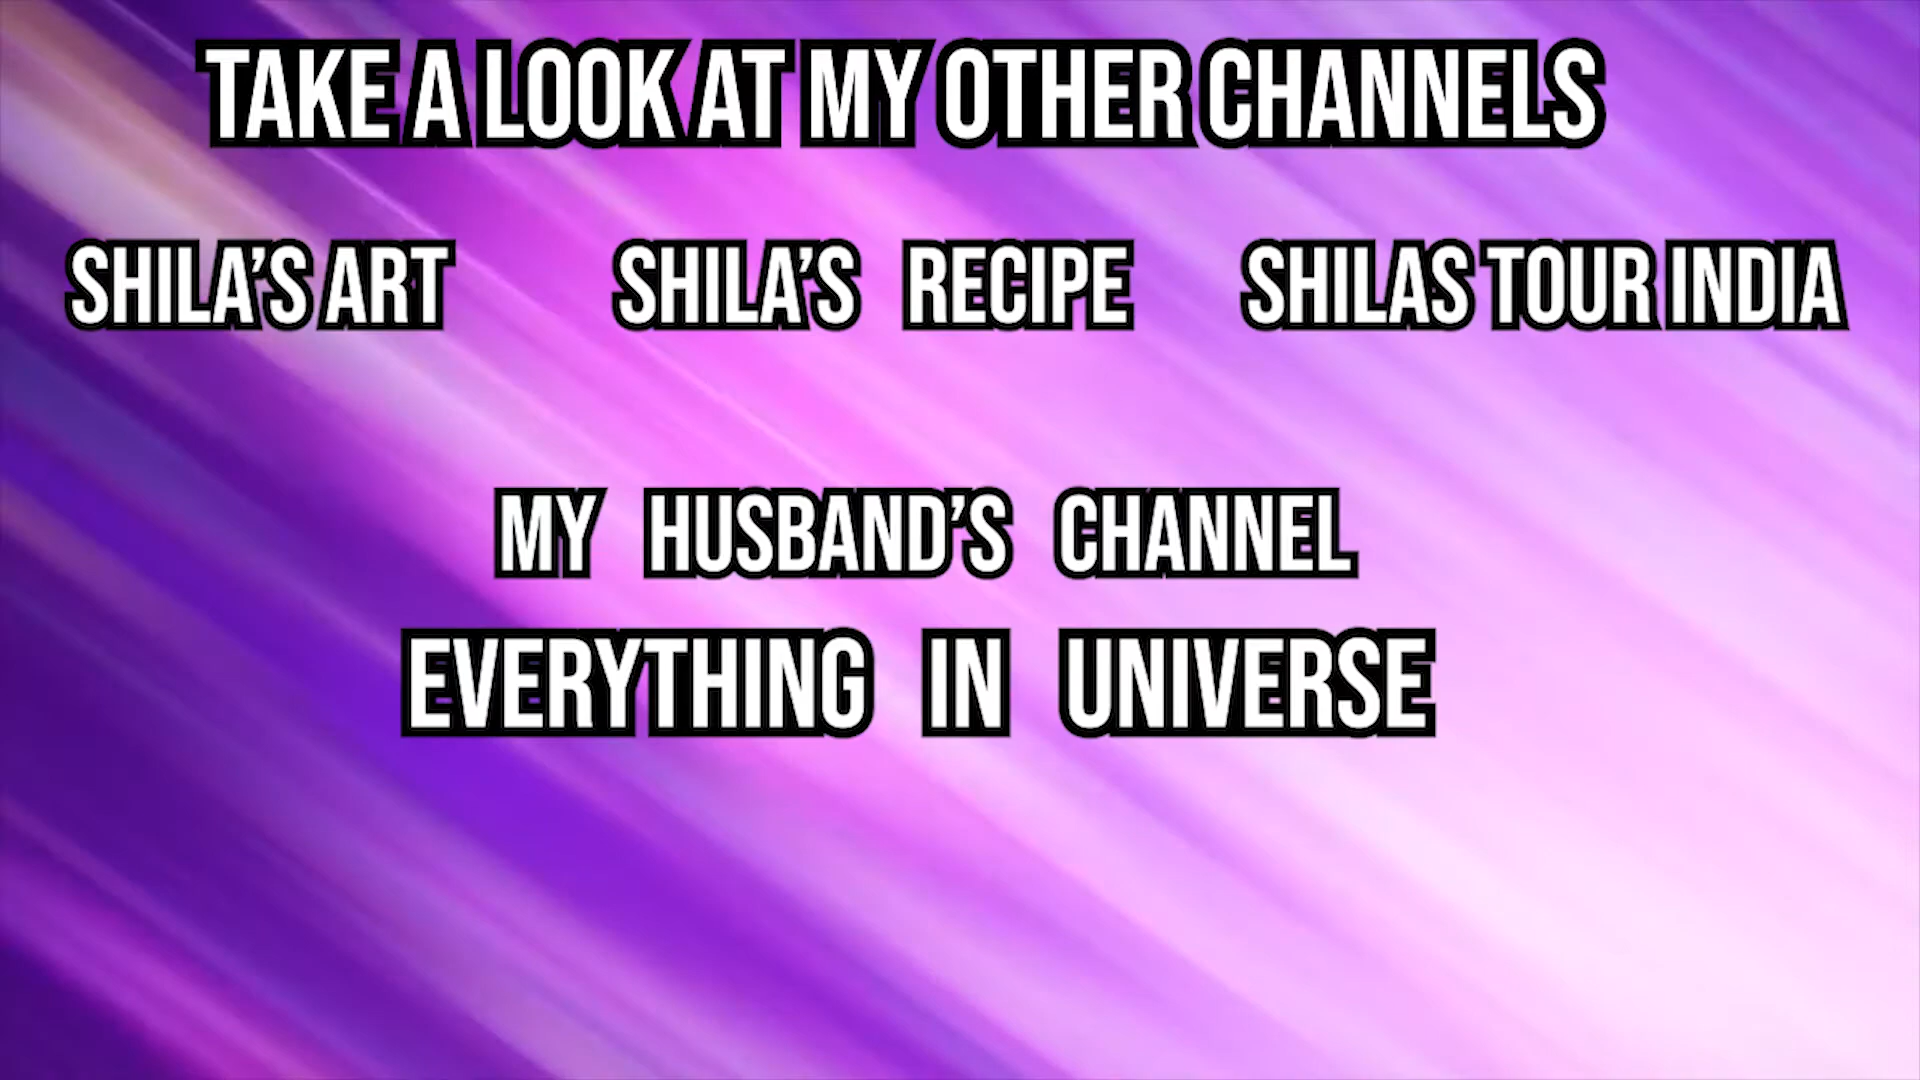 TAKE A LOOK AT MY OTHER CHANNELS
SHILA'S ART SHILA'S RECIPE SHILAS TOUR INDIA
MY HUSBAND'S CHANNEL
EVERYTHING IN UNIVERSE